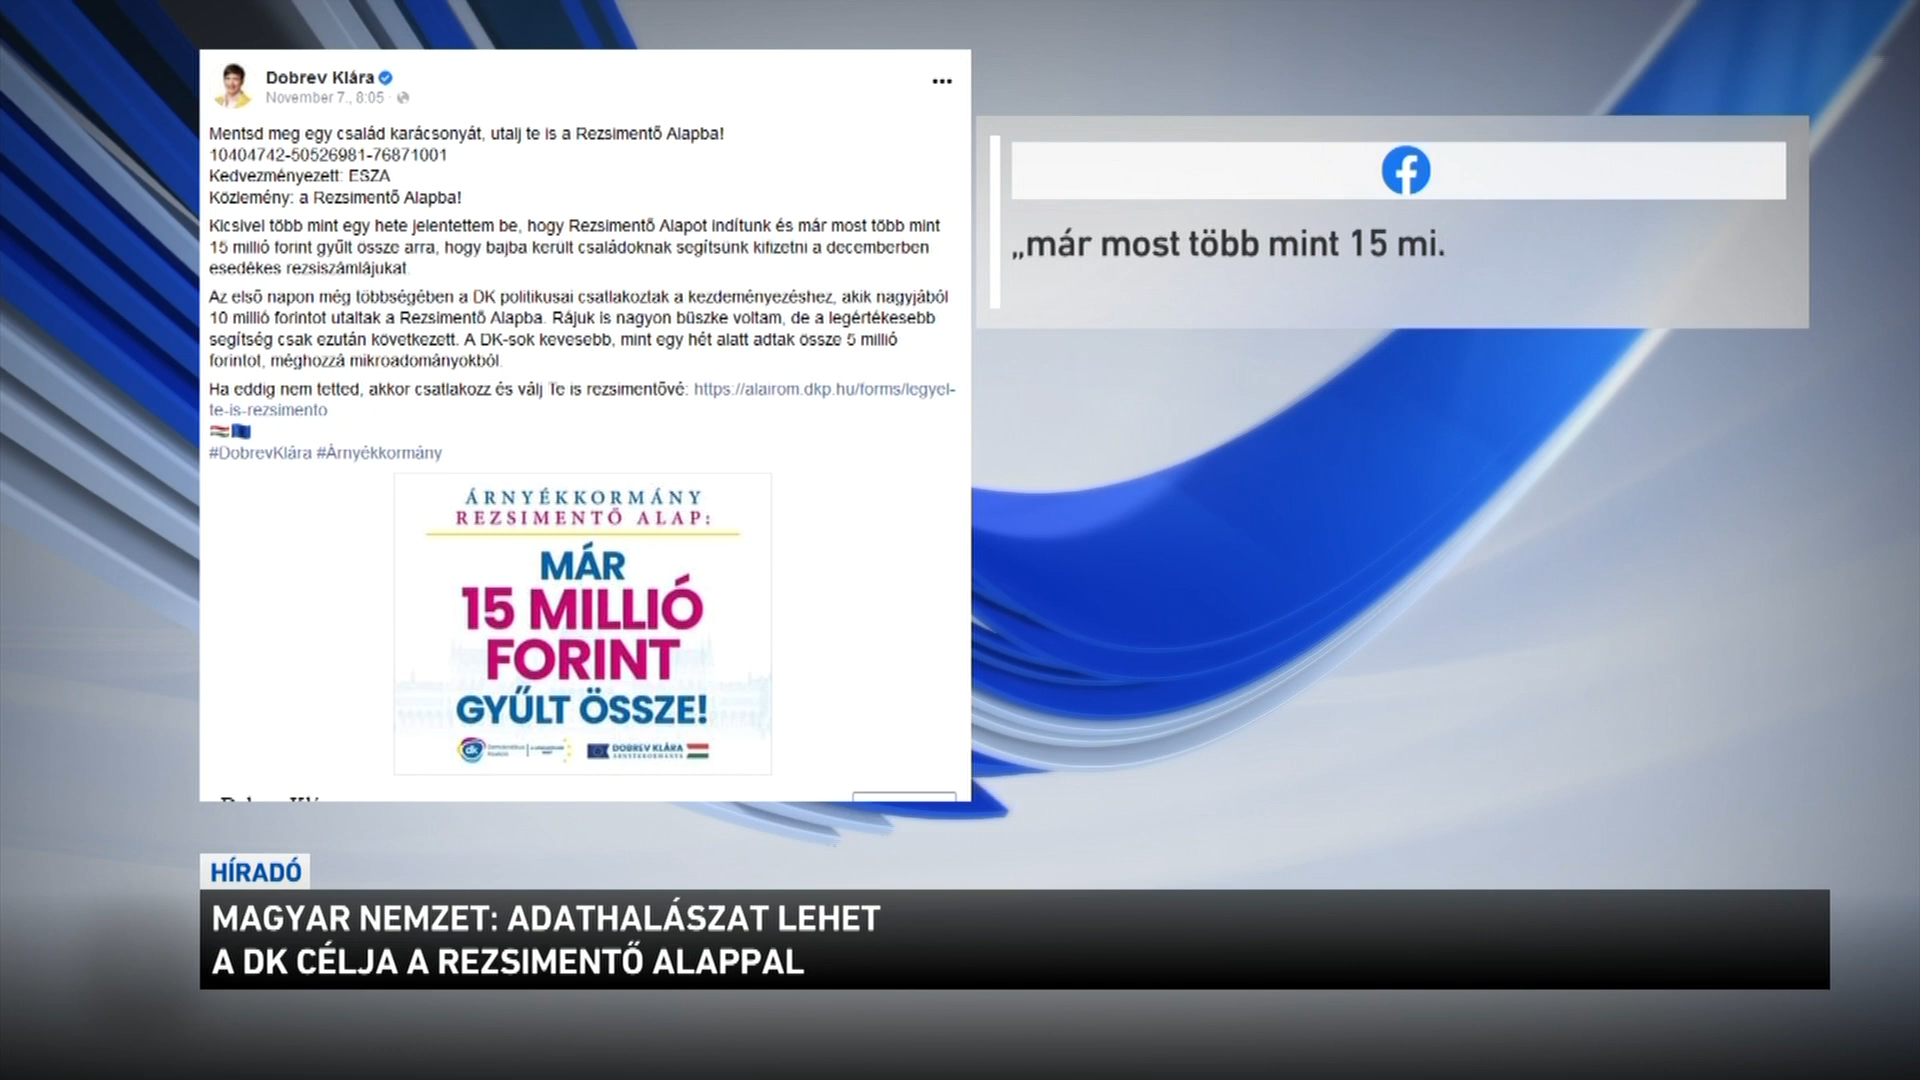 Dobrev Klára
November 7., 8:05
Mentsd meg egy család karácsonyát, utalj te is a Rezsimentő Alapba!
10404742-50526981-76871001
Kedvezményezett: ESZA
Közlemény: a Rezsimentő Alapba!
Kicsivel több mint egy hete jelentettem be, hogy Rezsimentő Alapot indítunk és már most több mint
15 millió forint gyűlt össze arra, hogy bajba került családoknak segítsünk kifizetni a decemberben
esedékes rezsiszámlájukat.
Az első napon még többségében a DK politikusai csatlakoztak a kezdeményezéshez, akik nagyjából
10 millió forintot utaltak a Rezsimentő Alapba. Rájuk is nagyon büszke voltam, de a legértékesebb
segítség csak ezután következett. A DK-sok kevesebb, mint egy hét alatt adtak össze 5 millió
forintot, méghozzá mikroadományokból.
Ha eddig nem tetted, akkor csatlakozz és válj Te is rezsimentővé: https://alairom.dkp.hu/forms/legyel-
te-is-rezsimento
#DobrevKlára #Árnyékkormány
ÁRNYÉKKORMÁNY
REZSIMENTŐ ALAP:
MÁR
15 MILLIÓ
FORINT
GYŰLT ÖSSZE!
dk
DOBREV KLÁRA
ÁRNYÉKKORMÁNYA
„már most több mint 15 mi.
HÍRADÓ
MAGYAR NEMZET: ADATHALÁSZAT LEHET
A DK CÉLJA A REZSIMENTŐ ALAPPAL